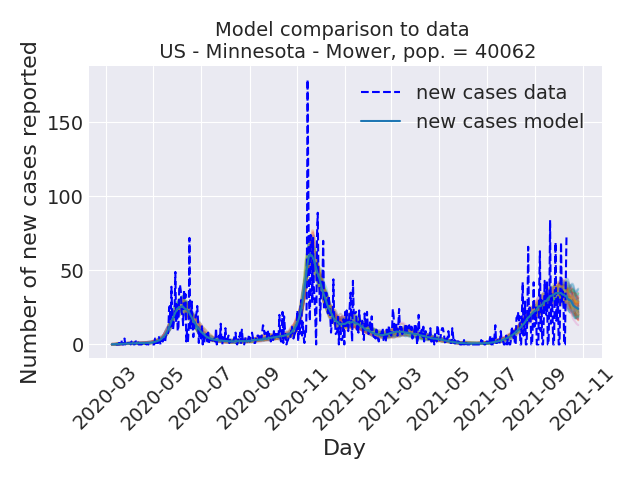 Model comparison to data
US - Minnesota - Mower, pop. = 40062
Number of new cases reported
150
100
50
0
new cases data
new cases model
2020-03
2020-05
2020-07
2020-09
2020-11
2021-01
2021-03
2021-05
2021-07
2021-09
2021-11
Day